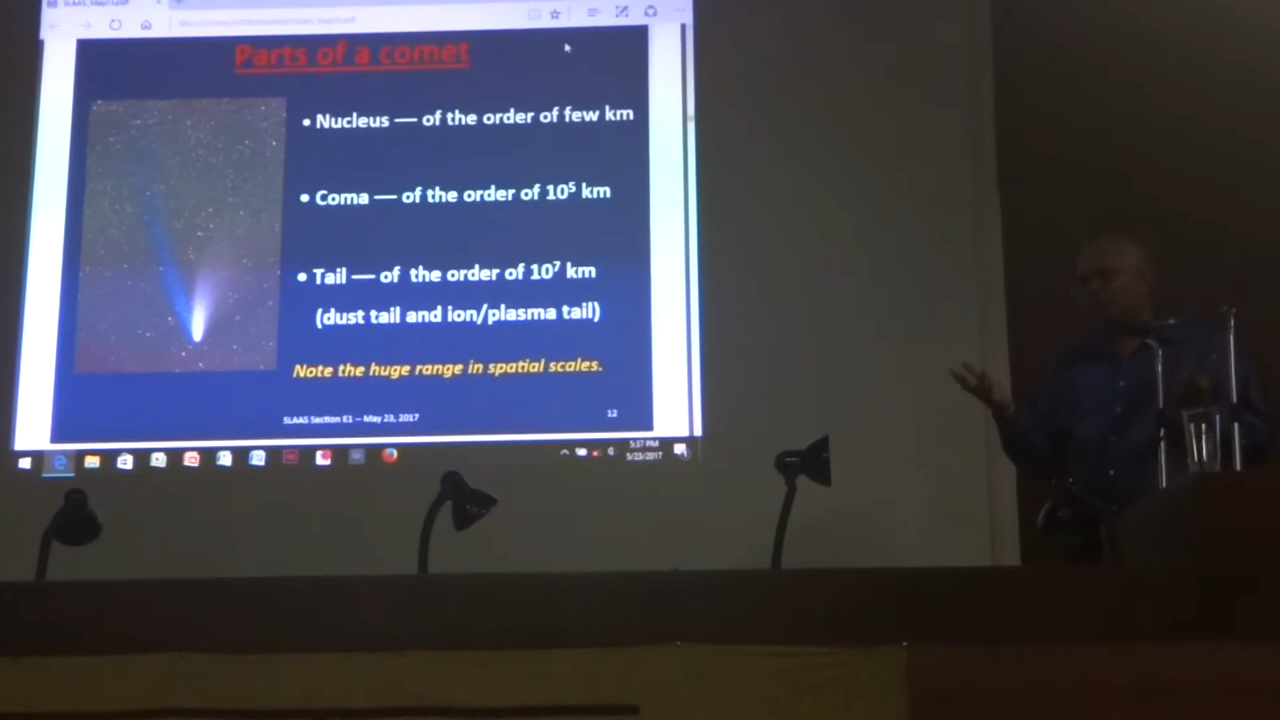 Parts of a comet
• Nucleus — of the order of few km
• Coma — of the order of 10⁵ km
• Tail — of the order of 10⁷ km
(dust tail and ion/plasma tail)
Note the huge range in spatial scales.
SLAAS Section E1 – May 23, 2017
12
5:37 PM
5/23/2017